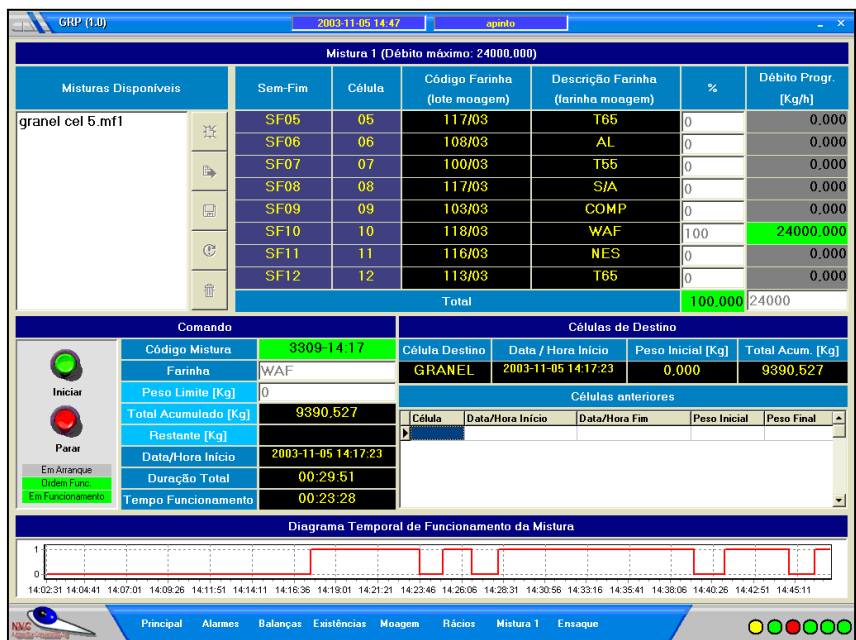 GRP (1.0) 2003-11-05 14:47 apinto
Mistura 1 (Débito máximo: 24000,000)
Misturas Disponíveis Sem-Fim Célula Código Farinha (lote moagem) Descrição Farinha (farinha moagem) % Débito Progr. [Kg/h]
granel cel 5.mf1
SF05 05 117/03 T65 0 0,000
SF06 06 108/03 AL 0 0,000
SF07 07 100/03 T55 0 0,000
SF08 08 117/03 S/A 0 0,000
SF09 09 103/03 COMP 0 0,000
SF10 10 118/03 WAF 100 24000,000
SF11 11 116/03 NES 0 0,000
SF12 12 113/03 T65 0 0,000
Total 100,000 24000
Comando
Iniciar
Parar
Em Arranque
Ordem Func.
Em Funcionamento
Código Mistura 3309-14:17
Farinha WAF
Peso Limite [Kg] 0
Total Acumulado [Kg] 9390,527
Restante [Kg]
Data/Hora Início 2003-11-05 14:17:23
Duração Total 00:29:51
Tempo Funcionamento 00:23:28
Células de Destino
Célula Destino Data / Hora Início Peso Inicial [Kg] Total Acum. [Kg]
GRANEL 2003-11-05 14:17:23 0,000 9390,527
Células anteriores
Célula Data/Hora Início Data/Hora Fim Peso Inicial Peso Final
Diagrama Temporal de Funcionamento da Mistura
1
0
14:02:31 14:04:41 14:07:01 14:09:26 14:11:51 14:14:11 14:16:36 14:19:01 14:21:21 14:23:46 14:26:06 14:28:31 14:30:56 14:33:16 14:35:41 14:38:06 14:40:26 14:42:51 14:45:11
NVC Principal Alarmes Balanças Existências Moagem Rácios Mistura 1 Ensaque